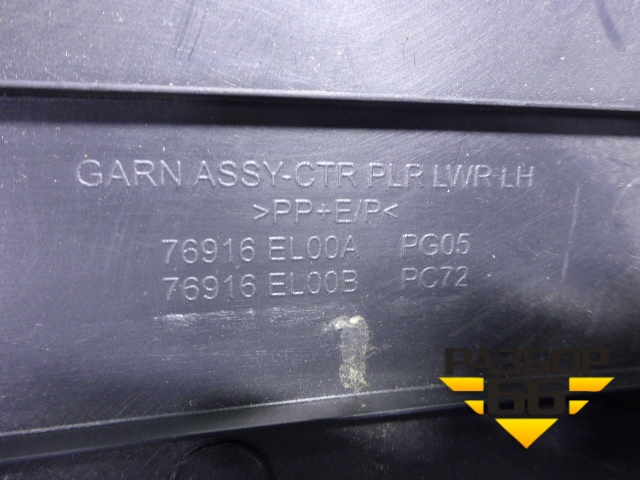 GARN ASSY-CTR PLR LWR LH
>PP+E/P<
76916 EL00A PG05
76916 EL00B PC72
РАЗБОР
66